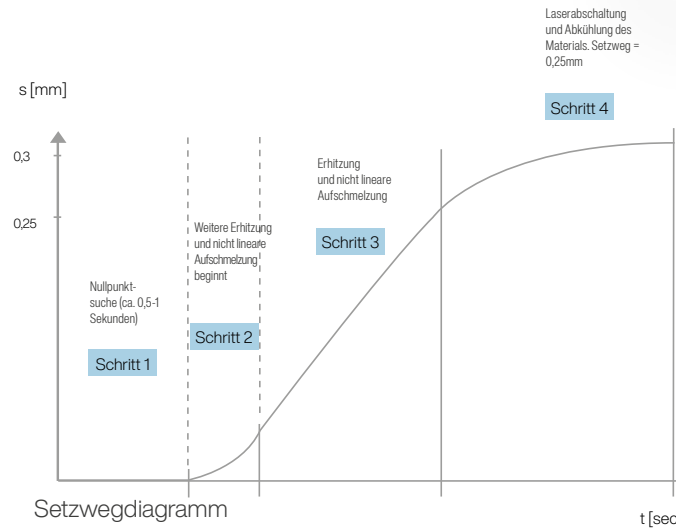 Laserabschaltung
und Abkühlung des
Materials. Setzweg =
0,25mm
Schritt 4
s [mm]
0,3
0,25
Erhitzung
und nicht lineare
Aufschmelzung
Schritt 3
Weitere Erhitzung
und nicht lineare
Aufschmelzung
beginnt
Schritt 2
Nullpunkt-
suche (ca. 0,5-1
Sekunden)
Schritt 1
Setzwegdiagramm
t [sec